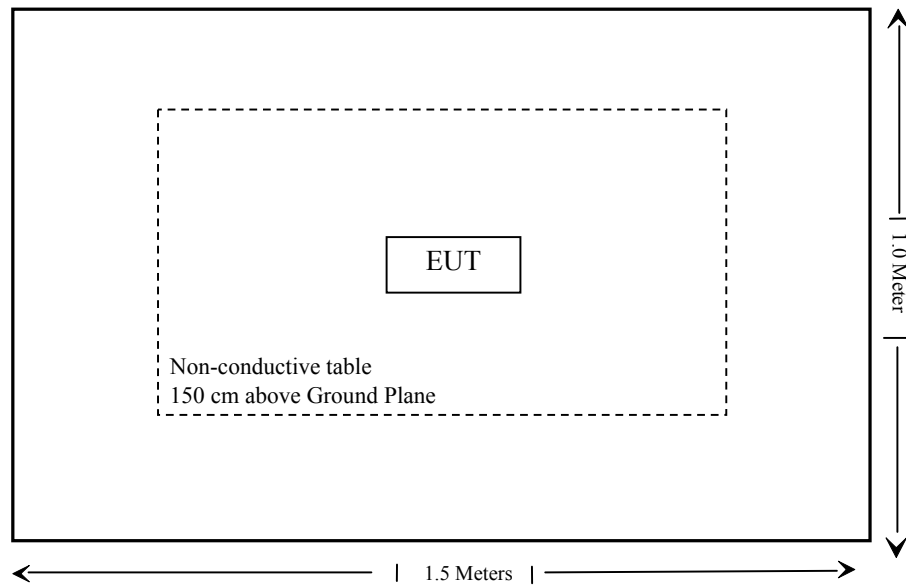 EUT
Non-conductive table
150 cm above Ground Plane
1.0 Meter
1.5 Meters